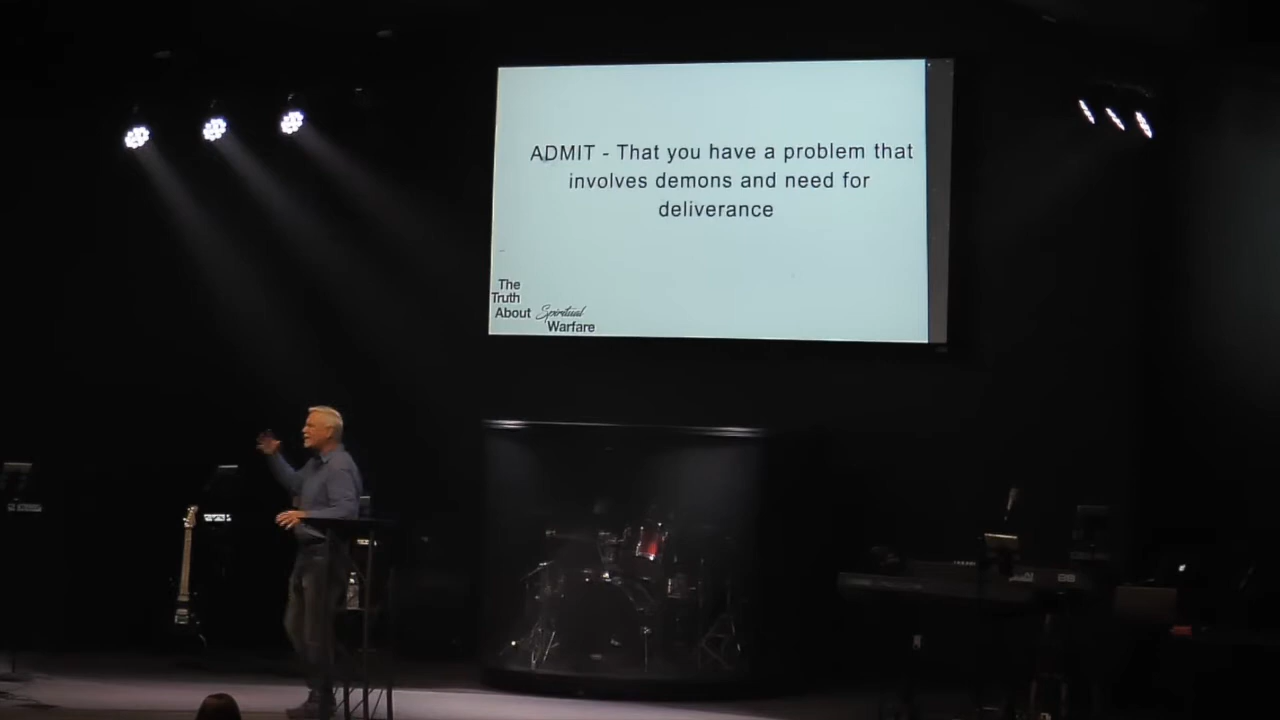 ADMIT - That you have a problem that
involves demons and need for
deliverance
The
Truth
About Spiritual
Warfare